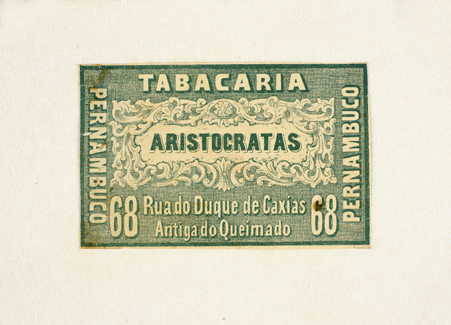 TABACARIA
PERNAMBUCO
ARISTOCRATAS
PERNAMBUCO
68 Rua do Duque de Caxias 68
Antiga do Queimado